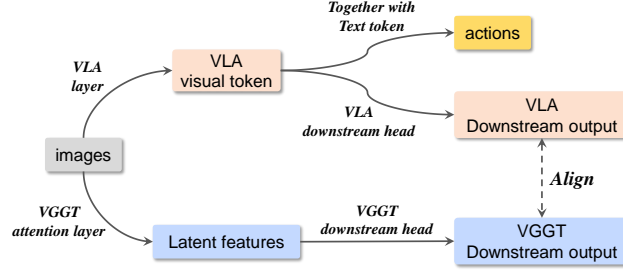 Together with
Text token
actions
VLA
layer
VLA
visual token
VLA
downstream head
VLA
Downstream output
images
Align
VGGT
attention layer
Latent features
VGGT
downstream head
VGGT
Downstream output